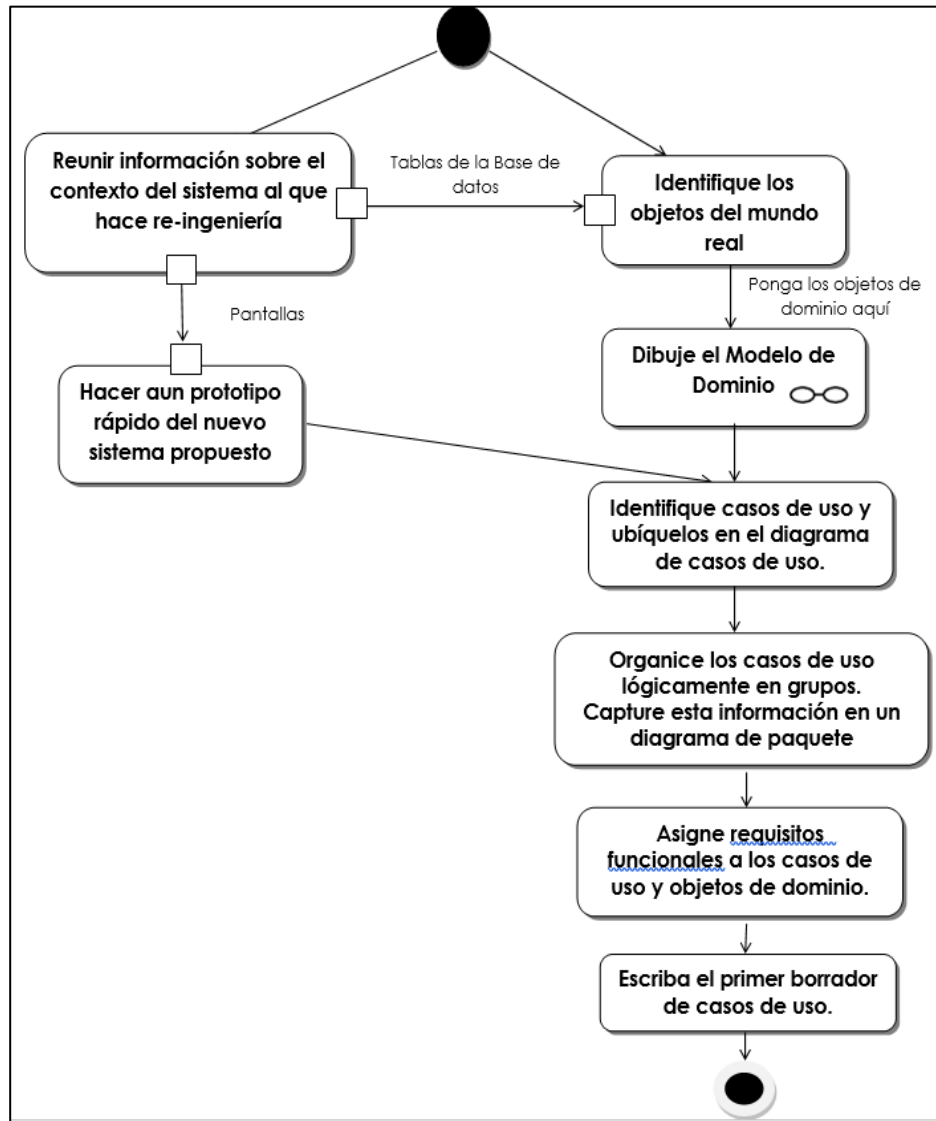 Reunir información sobre el
contexto del sistema al que
hace re-ingeniería
Tablas de la Base de
datos
Identifique los
objetos del mundo
real
Pantallas
Ponga los objetos de
dominio aquí
Hacer aun prototipo
rápido del nuevo
sistema propuesto
Dibuje el Modelo de
Dominio
Identifique casos de uso y
ubíquelos en el diagrama
de casos de uso.
Organice los casos de uso
lógicamente en grupos.
Capture esta información en un
diagrama de paquete
Asigne requisitos
funcionales a los casos de
uso y objetos de dominio.
Escriba el primer borrador
de casos de uso.